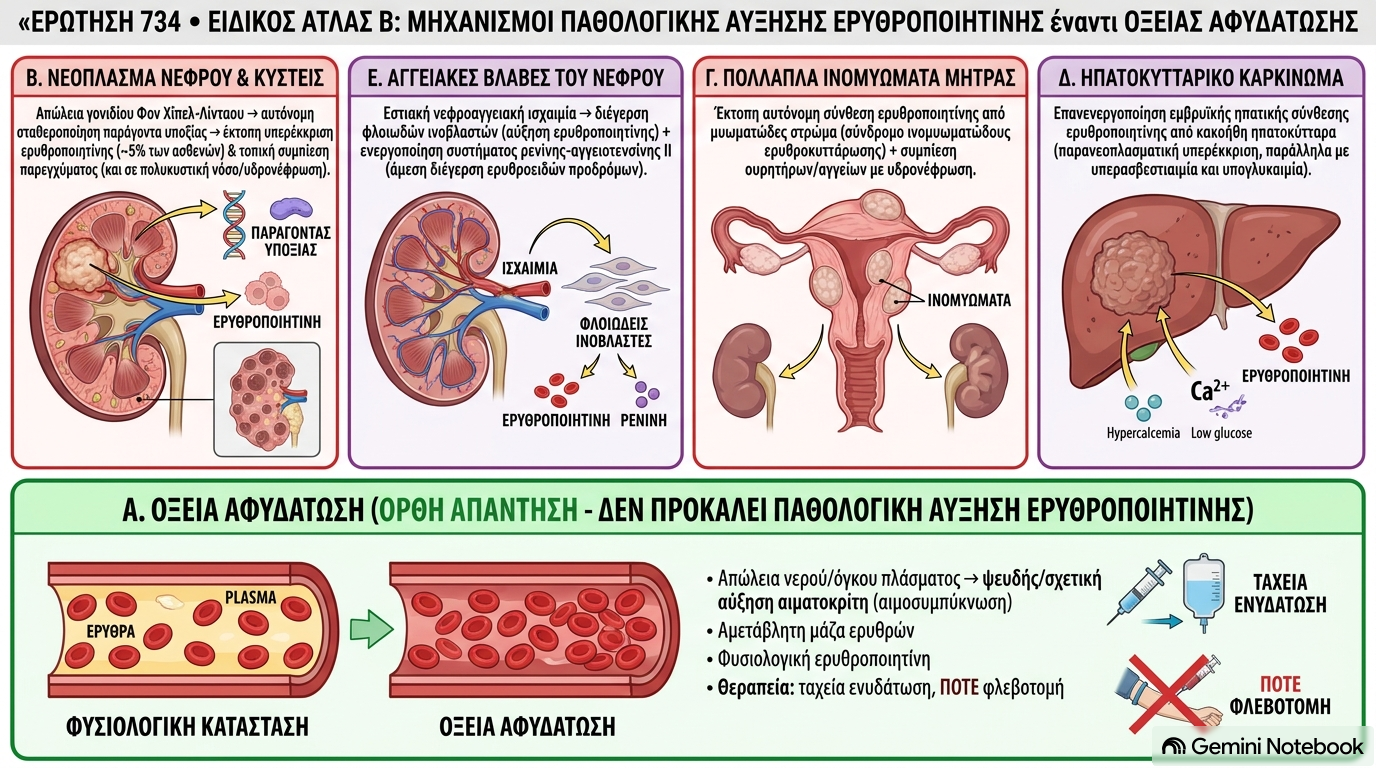 «ΕΡΩΤΗΣΗ 734 • ΕΙΔΙΚΟΣ ΑΤΛΑΣ Β: ΜΗΧΑΝΙΣΜΟΙ ΠΑΘΟΛΟΓΙΚΗΣ ΑΥΞΗΣΗΣ ΕΡΥΘΡΟΠΟΙΗΤΙΝΗΣ έναντι ΟΞΕΙΑΣ ΑΦΥΔΑΤΩΣΗΣ
Β. ΝΕΟΠΛΑΣΜΑ ΝΕΦΡΟΥ & ΚΥΣΤΕΙΣ
Απώλεια γονιδίου Φον Χίπελ-Λίνταου → αυτόνομη
σταθεροποίηση παράγοντα υποξίας → έκτοπη υπερέκκριση
ερυθροποιητίνης (~5% των ασθενών) & τοπική συμπίεση
παρεγχύματος (και σε πολυκυστική νόσο/υδρονέφρωση).
ΠΑΡΑΓΟΝΤΑΣ
ΥΠΟΞΙΑΣ
ΕΡΥΘΡΟΠΟΙΗΤΙΝΗ
Ε. ΑΓΓΕΙΑΚΕΣ ΒΛΑΒΕΣ ΤΟΥ ΝΕΦΡΟΥ
Εστιακή νεφροαγγειακή ισχαιμία → διέγερση
φλοιωδών ινοβλαστών (αύξηση ερυθροποιητίνης) +
ενεργοποίηση συστήματος ρενίνης-αγγειοτενσίνης ΙΙ
(άμεση διέγερση ερυθροειδών προδρόμων).
ΙΣΧΑΙΜΙΑ
ΦΛΟΙΩΔΕΙΣ
ΙΝΟΒΛΑΣΤΕΣ
ΕΡΥΘΡΟΠΟΙΗΤΙΝΗ
ΡΕΝΙΝΗ
Γ. ΠΟΛΛΑΠΛΑ ΙΝΟΜΥΩΜΑΤΑ ΜΗΤΡΑΣ
Έκτοπη αυτόνομη σύνθεση ερυθροποιτίνης από
μυωματώδες στρώμα (σύνδρομο ινομυωματώδους
ερυθροκυττάρωσης) + συμπίεση
ουρητήρων/αγγείων με υδρονέφρωση.
ΙΝΟΜΥΩΜΑΤΑ
Δ. ΗΠΑΤΟΚΥΤΤΑΡΙΚΟ ΚΑΡΚΙΝΩΜΑ
Επανενεργοποίηση εμβρυϊκής ηπατικής σύνθεσης
ερυθροποιητίνης από κακοήθη ηπατοκύτταρα
(παρανεοπλασματική υπερέκκριση, παράλληλα με
υπερασβεστιαιμία και υπογλυκαιμία).
ΕΡΥΘΡΟΠΟΙΗΤΙΝΗ
Ca²⁺
Hypercalcemia
Low glucose
Α. ΟΞΕΙΑ ΑΦΥΔΑΤΩΣΗ (ΟΡΘΗ ΑΠΑΝΤΗΣΗ - ΔΕΝ ΠΡΟΚΑΛΕΙ ΠΑΘΟΛΟΓΙΚΗ ΑΥΞΗΣΗ ΕΡΥΘΡΟΠΟΙΗΤΙΝΗΣ)
PLASMA
ΕΡΥΘΡΑ
ΦΥΣΙΟΛΟΓΙΚΗ ΚΑΤΑΣΤΑΣΗ
ΟΞΕΙΑ ΑΦΥΔΑΤΩΣΗ
• Απώλεια νερού/όγκου πλάσματος → ψευδής/σχετική
αύξηση αιματοκρίτη (αιμοσυμπύκνωση)
• Αμετάβλητη μάζα ερυθρών
• Φυσιολογική ερυθροποιητίνη
• Θεραπεία: ταχεία ενυδάτωση, ΠΟΤΕ φλεβοτομή
ΤΑΧΕΙΑ
ΕΝΥΔΑΤΩΣΗ
ΠΟΤΕ
ΦΛΕΒΟΤΟΜΗ
Gemini Notebook